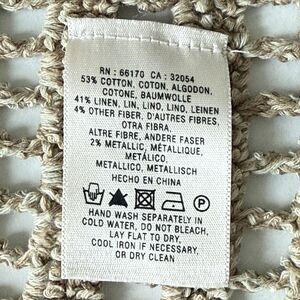 RN : 66170 CA : 32054
53% COTTON, COTON, ALGODON,
COTONE, BAUMWOLLE
41% LINEN, LIN, LINO, LINO, LEINEN
4% OTHER FIBER, D'AUTRES FIBRES,
OTRA FIBRA,
ALTRE FIBRE, ANDERE FASER
2% METALLIC, MÉTALLIQUE,
METÁLICO,
METALLICO, METALLISCH
HECHO EN CHINA
P
HAND WASH SEPARATELY IN
COLD WATER, DO NOT BLEACH,
LAY FLAT TO DRY,
COOL IRON IF NECESSARY,
OR DRY CLEAN